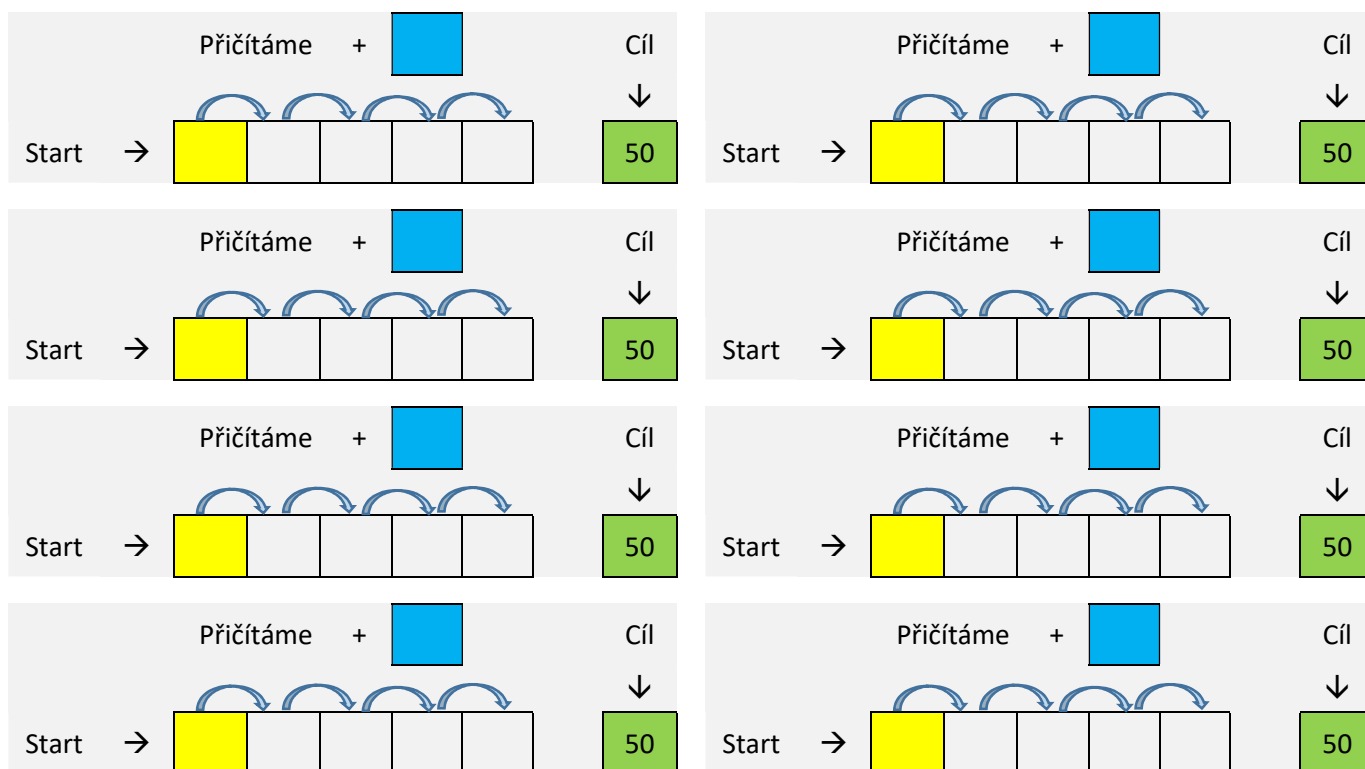 Přičítáme + Cíl Přičítáme + Cíl
↓ ↓
Start → 50 Start → 50
Přičítáme + Cíl Přičítáme + Cíl
↓ ↓
Start → 50 Start → 50
Přičítáme + Cíl Přičítáme + Cíl
↓ ↓
Start → 50 Start → 50
Přičítáme + Cíl Přičítáme + Cíl
↓ ↓
Start → 50 Start → 50